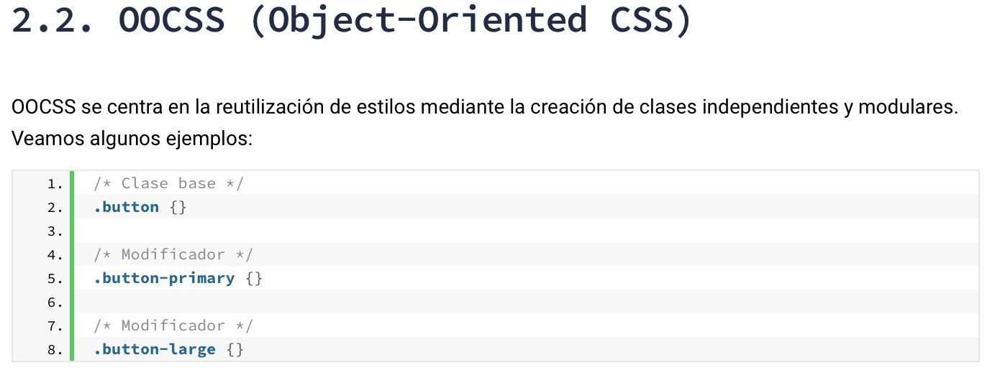 2.2. OOCSS (Object-Oriented CSS)
OOCSS se centra en la reutilización de estilos mediante la creación de clases independientes y modulares.
Veamos algunos ejemplos:
1. /* Clase base */
2. .button {}
3.
4. /* Modificador */
5. .button-primary {}
6.
7. /* Modificador */
8. .button-large {}